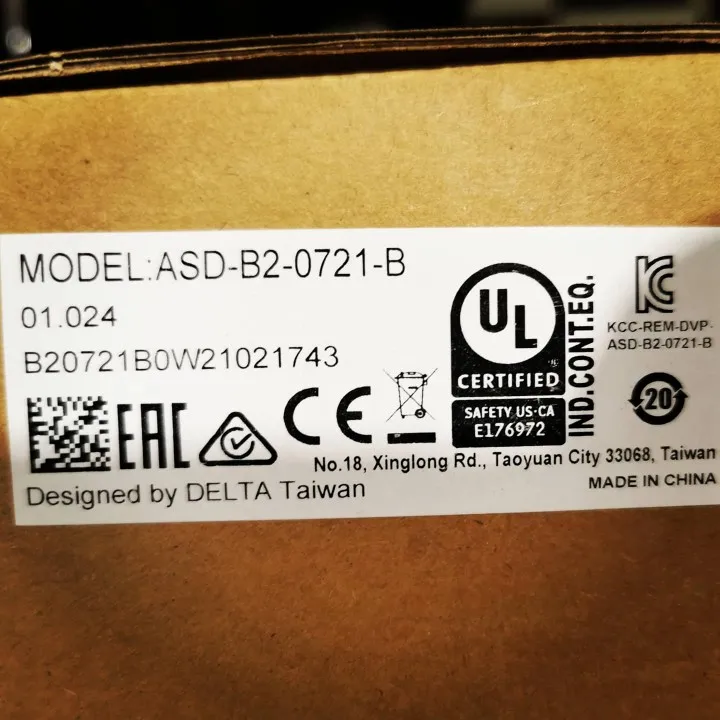 MODEL:ASD-B2-0721-B
01.024
B20721B0W21021743
EAC
CE
UL
CERTIFIED
SAFETY US-CA
E176972
IND.CONT.EQ.
KCC-REM-DVP-
ASD-B2-0721-B
20
No.18, Xinglong Rd., Taoyuan City 33068, Taiwan
Designed by DELTA Taiwan
MADE IN CHINA